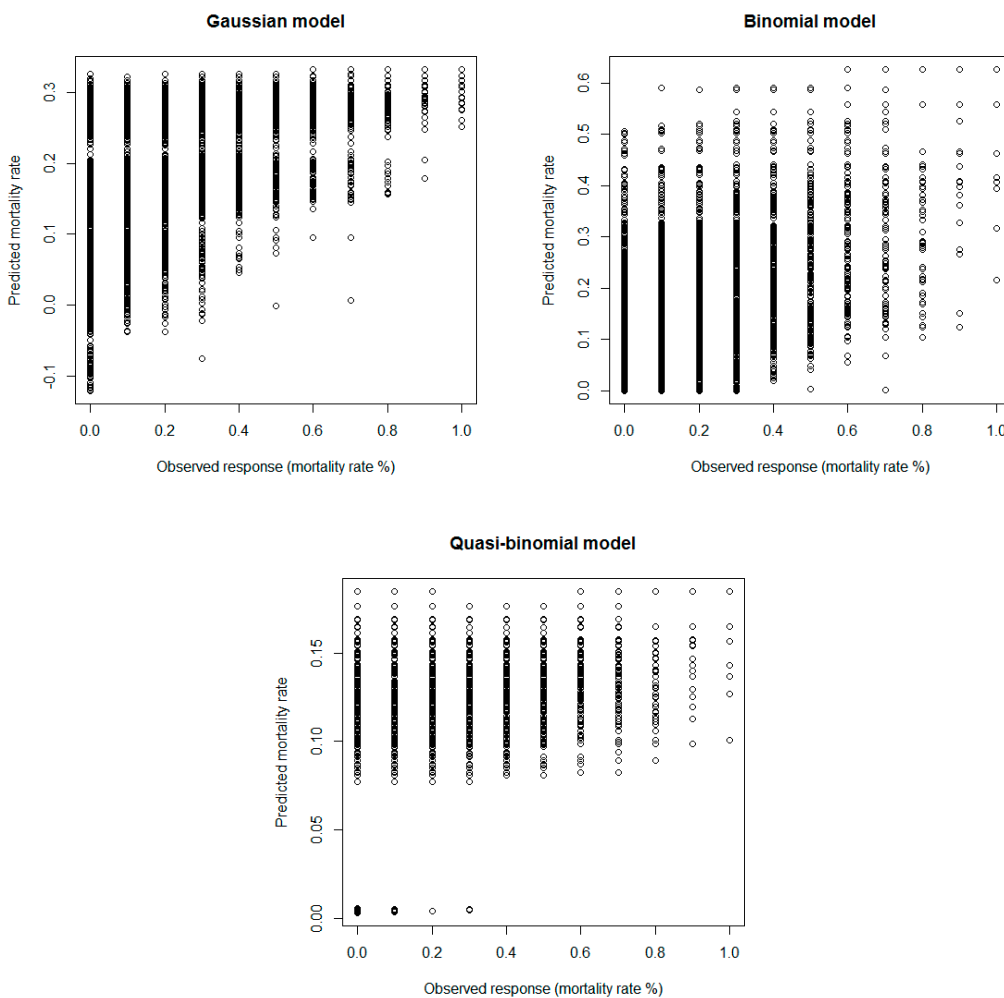 Gaussian model
Predicted mortality rate
0.3
0.2
0.1
0.0
-0.1
0.0 0.2 0.4 0.6 0.8 1.0
Observed response (mortality rate %)
Binomial model
Predicted mortality rate
0.6
0.5
0.4
0.3
0.2
0.1
0.0
0.0 0.2 0.4 0.6 0.8 1.0
Observed response (mortality rate %)
Quasi-binomial model
Predicted mortality rate
0.15
0.10
0.05
0.00
0.0 0.2 0.4 0.6 0.8 1.0
Observed response (mortality rate %)